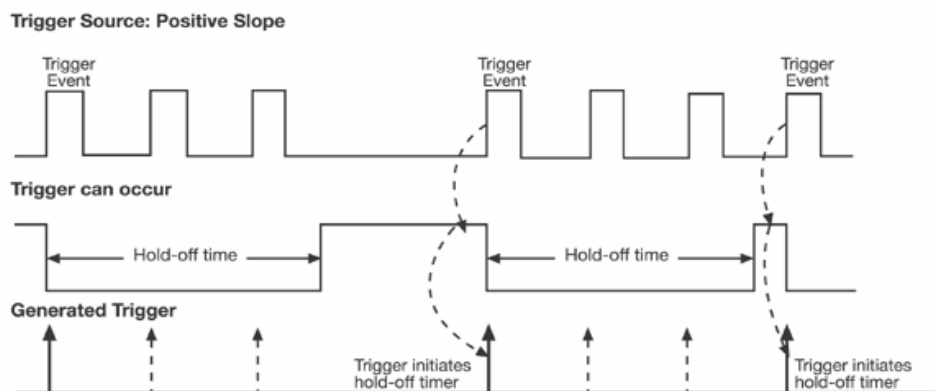 Trigger Source: Positive Slope
Trigger
Event
Trigger
Event
Trigger
Event
Trigger can occur
Hold-off time
Hold-off time
Generated Trigger
Trigger initiates
hold-off timer
Trigger initiates
hold-off timer